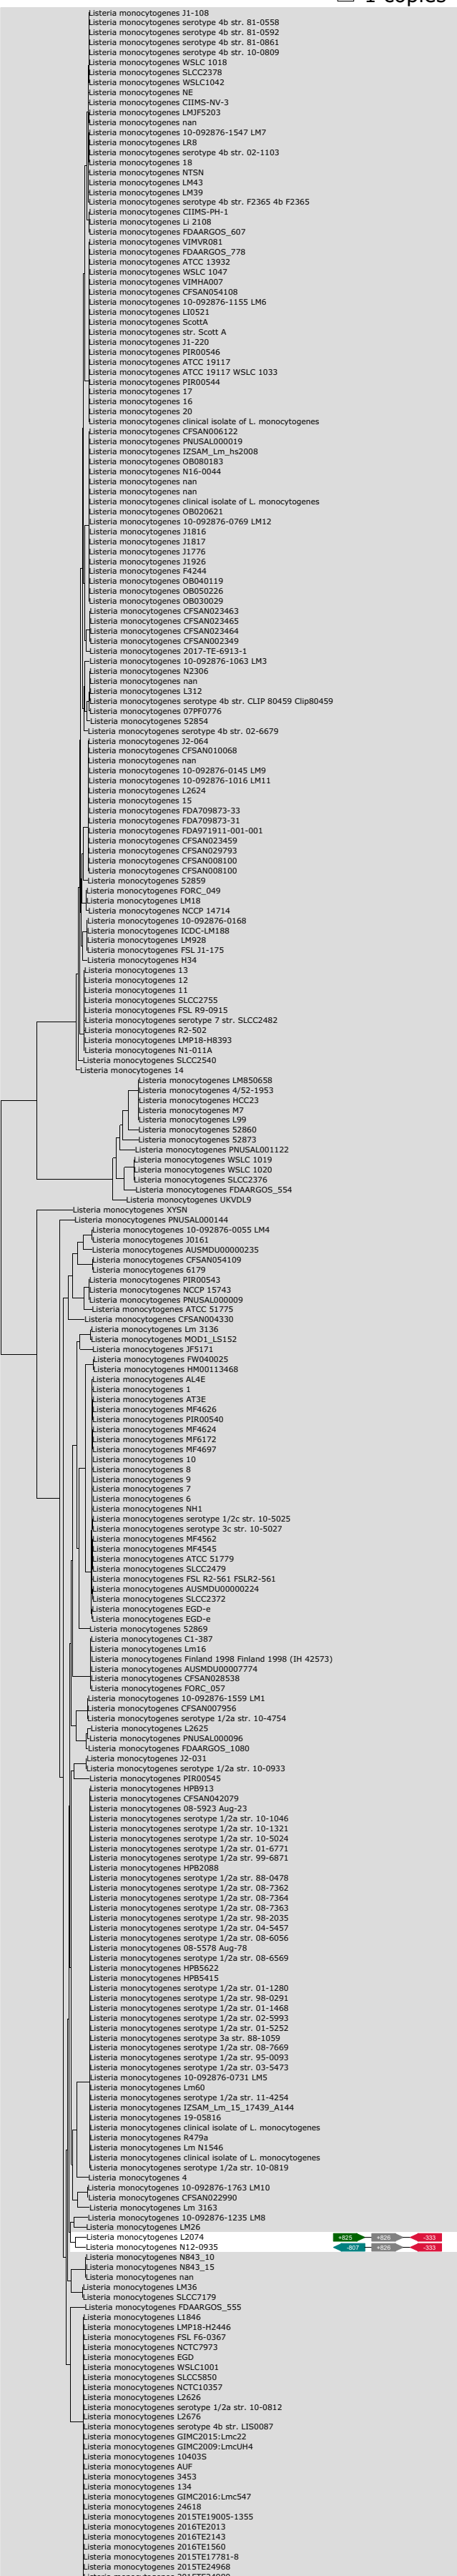 1 copies
Listeria monocytogenes J1-108
Listeria monocytogenes serotype 4b str. 81-0558
Listeria monocytogenes serotype 4b str. 81-0592
Listeria monocytogenes serotype 4b str. 81-0861
Listeria monocytogenes serotype 4b str. 10-0809
Listeria monocytogenes WSLC 1018
Listeria monocytogenes SLCC2378
Listeria monocytogenes WSLC1042
Listeria monocytogenes NE
Listeria monocytogenes CIIMS-NV-3
Listeria monocytogenes LMJF5203
Listeria monocytogenes nan
Listeria monocytogenes 10-092876-1547 LM7
Listeria monocytogenes LR8
Listeria monocytogenes serotype 4b str. 02-1103
Listeria monocytogenes 18
Listeria monocytogenes NTSN
Listeria monocytogenes LM43
Listeria monocytogenes LM39
Listeria monocytogenes serotype 4b str. F2365 4b F2365
Listeria monocytogenes CIIMS-PH-1
Listeria monocytogenes Li 2108
Listeria monocytogenes FDAARGOS_607
Listeria monocytogenes VIMVR081
Listeria monocytogenes FDAARGOS_778
Listeria monocytogenes ATCC 13932
Listeria monocytogenes WSLC 1047
Listeria monocytogenes VIMHA007
Listeria monocytogenes CFSAN054108
Listeria monocytogenes 10-092876-1155 LM6
Listeria monocytogenes LI0521
Listeria monocytogenes ScottA
Listeria monocytogenes str. Scott A
Listeria monocytogenes J1-220
Listeria monocytogenes PIR00546
Listeria monocytogenes ATCC 19117
Listeria monocytogenes ATCC 19117 WSLC 1033
Listeria monocytogenes PIR00544
Listeria monocytogenes 17
Listeria monocytogenes 16
Listeria monocytogenes 20
Listeria monocytogenes clinical isolate of L. monocytogenes
Listeria monocytogenes CFSAN006122
Listeria monocytogenes PNUSAL000019
Listeria monocytogenes IZSAM_Lm_hs2008
Listeria monocytogenes OB080183
Listeria monocytogenes N16-0044
Listeria monocytogenes nan
Listeria monocytogenes nan
Listeria monocytogenes clinical isolate of L. monocytogenes
Listeria monocytogenes OB020621
Listeria monocytogenes 10-092876-0769 LM12
Listeria monocytogenes J1816
Listeria monocytogenes J1817
Listeria monocytogenes J1776
Listeria monocytogenes J1926
Listeria monocytogenes F4244
Listeria monocytogenes OB040119
Listeria monocytogenes OB050226
Listeria monocytogenes OB030029
Listeria monocytogenes CFSAN023463
Listeria monocytogenes CFSAN023465
Listeria monocytogenes CFSAN023464
Listeria monocytogenes CFSAN002349
Listeria monocytogenes 2017-TE-6913-1
Listeria monocytogenes 10-092876-1063 LM3
Listeria monocytogenes N2306
Listeria monocytogenes nan
Listeria monocytogenes L312
Listeria monocytogenes serotype 4b str. CLIP 80459 Clip80459
Listeria monocytogenes 07PF0776
Listeria monocytogenes 52854
Listeria monocytogenes serotype 4b str. 02-6679
Listeria monocytogenes J2-064
Listeria monocytogenes CFSAN010068
Listeria monocytogenes nan
Listeria monocytogenes 10-092876-0145 LM9
Listeria monocytogenes 10-092876-1016 LM11
Listeria monocytogenes L2624
Listeria monocytogenes 15
Listeria monocytogenes FDA709873-33
Listeria monocytogenes FDA709873-31
Listeria monocytogenes FDA971911-001-001
Listeria monocytogenes CFSAN023459
Listeria monocytogenes CFSAN029793
Listeria monocytogenes CFSAN008100
Listeria monocytogenes CFSAN008100
Listeria monocytogenes 52859
Listeria monocytogenes FORC_049
Listeria monocytogenes LM18
Listeria monocytogenes NCCP 14714
Listeria monocytogenes 10-092876-0168
Listeria monocytogenes ICDC-LM188
Listeria monocytogenes LM928
Listeria monocytogenes FSL J1-175
Listeria monocytogenes H34
Listeria monocytogenes 13
Listeria monocytogenes 12
Listeria monocytogenes 11
Listeria monocytogenes SLCC2755
Listeria monocytogenes FSL R9-0915
Listeria monocytogenes serotype 7 str. SLCC2482
Listeria monocytogenes R2-502
Listeria monocytogenes LMP18-H8393
Listeria monocytogenes N1-011A
Listeria monocytogenes SLCC2540
Listeria monocytogenes 14
Listeria monocytogenes LM850658
Listeria monocytogenes 4/52-1953
Listeria monocytogenes HCC23
Listeria monocytogenes M7
Listeria monocytogenes L99
Listeria monocytogenes 52860
Listeria monocytogenes 52873
Listeria monocytogenes PNUSAL001122
Listeria monocytogenes WSLC 1019
Listeria monocytogenes WSLC 1020
Listeria monocytogenes SLCC2376
Listeria monocytogenes FDAARGOS_554
Listeria monocytogenes UKVDL9
Listeria monocytogenes XYSN
Listeria monocytogenes PNUSAL000144
Listeria monocytogenes 10-092876-0055 LM4
Listeria monocytogenes J0161
Listeria monocytogenes AUSMDU00000235
Listeria monocytogenes CFSAN054109
Listeria monocytogenes 6179
Listeria monocytogenes PIR00543
Listeria monocytogenes NCCP 15743
Listeria monocytogenes PNUSAL000009
Listeria monocytogenes ATCC 51775
Listeria monocytogenes CFSAN004330
Listeria monocytogenes Lm 3136
Listeria monocytogenes MOD1_LS152
Listeria monocytogenes JF5171
Listeria monocytogenes FW040025
Listeria monocytogenes HM00113468
Listeria monocytogenes AL4E
Listeria monocytogenes 1
Listeria monocytogenes AT3E
Listeria monocytogenes MF4626
Listeria monocytogenes PIR00540
Listeria monocytogenes MF4624
Listeria monocytogenes MF6172
Listeria monocytogenes MF4697
Listeria monocytogenes 10
Listeria monocytogenes 8
Listeria monocytogenes 9
Listeria monocytogenes 7
Listeria monocytogenes 6
Listeria monocytogenes NH1
Listeria monocytogenes serotype 1/2c str. 10-5025
Listeria monocytogenes serotype 3c str. 10-5027
Listeria monocytogenes MF4562
Listeria monocytogenes MF4545
Listeria monocytogenes ATCC 51779
Listeria monocytogenes SLCC2479
Listeria monocytogenes FSL R2-561 FSLR2-561
Listeria monocytogenes AUSMDU00000224
Listeria monocytogenes SLCC2372
Listeria monocytogenes EGD-e
Listeria monocytogenes EGD-e
Listeria monocytogenes 52869
Listeria monocytogenes C1-387
Listeria monocytogenes Lm16
Listeria monocytogenes Finland 1998 Finland 1998 (IH 42573)
Listeria monocytogenes AUSMDU00007774
Listeria monocytogenes CFSAN028538
Listeria monocytogenes FORC_057
Listeria monocytogenes 10-092876-1559 LM1
Listeria monocytogenes CFSAN007956
Listeria monocytogenes serotype 1/2a str. 10-4754
Listeria monocytogenes L2625
Listeria monocytogenes PNUSAL000096
Listeria monocytogenes FDAARGOS_1080
Listeria monocytogenes J2-031
Listeria monocytogenes serotype 1/2a str. 10-0933
Listeria monocytogenes PIR00545
Listeria monocytogenes HPB913
Listeria monocytogenes CFSAN042079
Listeria monocytogenes 08-5923 Aug-23
Listeria monocytogenes serotype 1/2a str. 10-1046
Listeria monocytogenes serotype 1/2a str. 10-1321
Listeria monocytogenes serotype 1/2a str. 10-5024
Listeria monocytogenes serotype 1/2a str. 01-6771
Listeria monocytogenes serotype 1/2a str. 99-6871
Listeria monocytogenes HPB2088
Listeria monocytogenes serotype 1/2a str. 88-0478
Listeria monocytogenes serotype 1/2a str. 08-7362
Listeria monocytogenes serotype 1/2a str. 08-7364
Listeria monocytogenes serotype 1/2a str. 08-7363
Listeria monocytogenes serotype 1/2a str. 98-2035
Listeria monocytogenes serotype 1/2a str. 04-5457
Listeria monocytogenes serotype 1/2a str. 08-6056
Listeria monocytogenes 08-5578 Aug-78
Listeria monocytogenes serotype 1/2a str. 08-6569
Listeria monocytogenes HPB5622
Listeria monocytogenes HPB5415
Listeria monocytogenes serotype 1/2a str. 01-1280
Listeria monocytogenes serotype 1/2a str. 98-0291
Listeria monocytogenes serotype 1/2a str. 01-1468
Listeria monocytogenes serotype 1/2a str. 02-5993
Listeria monocytogenes serotype 1/2a str. 01-5252
Listeria monocytogenes serotype 3a str. 88-1059
Listeria monocytogenes serotype 1/2a str. 08-7669
Listeria monocytogenes serotype 1/2a str. 95-0093
Listeria monocytogenes serotype 1/2a str. 03-5473
Listeria monocytogenes 10-092876-0731 LM5
Listeria monocytogenes Lm60
Listeria monocytogenes serotype 1/2a str. 11-4254
Listeria monocytogenes IZSAM_Lm_15_17439_A144
Listeria monocytogenes 19-05816
Listeria monocytogenes clinical isolate of L. monocytogenes
Listeria monocytogenes R479a
Listeria monocytogenes Lm N1546
Listeria monocytogenes clinical isolate of L. monocytogenes
Listeria monocytogenes serotype 1/2a str. 10-0819
Listeria monocytogenes 4
Listeria monocytogenes 10-092876-1763 LM10
Listeria monocytogenes CFSAN022990
Listeria monocytogenes Lm 3163
Listeria monocytogenes 10-092876-1235 LM8
Listeria monocytogenes LM26
Listeria monocytogenes L2074 +825 +826 -333
Listeria monocytogenes N12-0935 -807 +826 -333
Listeria monocytogenes N843_10
Listeria monocytogenes N843_15
Listeria monocytogenes nan
Listeria monocytogenes LM36
Listeria monocytogenes SLCC7179
Listeria monocytogenes FDAARGOS_555
Listeria monocytogenes L1846
Listeria monocytogenes LMP18-H2446
Listeria monocytogenes FSL F6-0367
Listeria monocytogenes NCTC7973
Listeria monocytogenes EGD
Listeria monocytogenes WSLC1001
Listeria monocytogenes SLCC5850
Listeria monocytogenes NCTC10357
Listeria monocytogenes L2626
Listeria monocytogenes serotype 1/2a str. 10-0812
Listeria monocytogenes L2676
Listeria monocytogenes serotype 4b str. LIS0087
Listeria monocytogenes GIMC2015:Lmc22
Listeria monocytogenes GIMC2009:LmcUH4
Listeria monocytogenes 10403S
Listeria monocytogenes AUF
Listeria monocytogenes 3453
Listeria monocytogenes 134
Listeria monocytogenes GIMC2016:Lmc547
Listeria monocytogenes 24618
Listeria monocytogenes 2015TE19005-1355
Listeria monocytogenes 2016TE2013
Listeria monocytogenes 2016TE2143
Listeria monocytogenes 2016TE1560
Listeria monocytogenes 2015TE17781-8
Listeria monocytogenes 2015TE24968